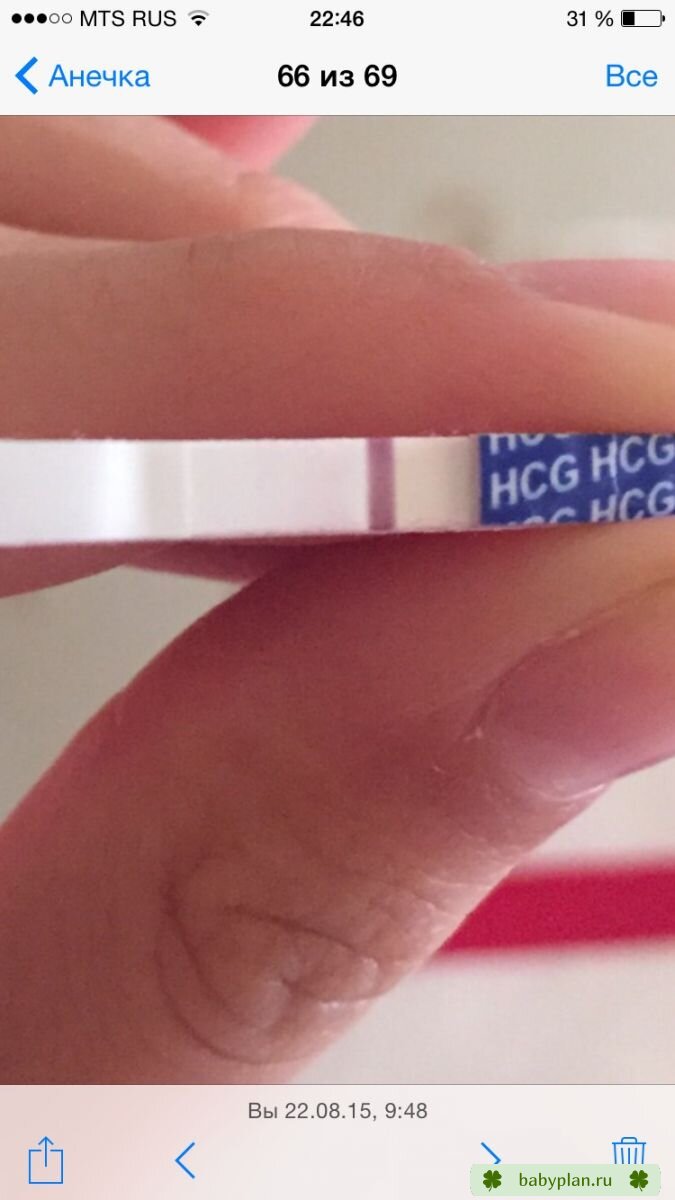 MTS RUS 22:46 31 %
Анечка 66 из 69 Все
HCG HCG
HCG HCG
Вы 22.08.15, 9:48
babyplan.ru